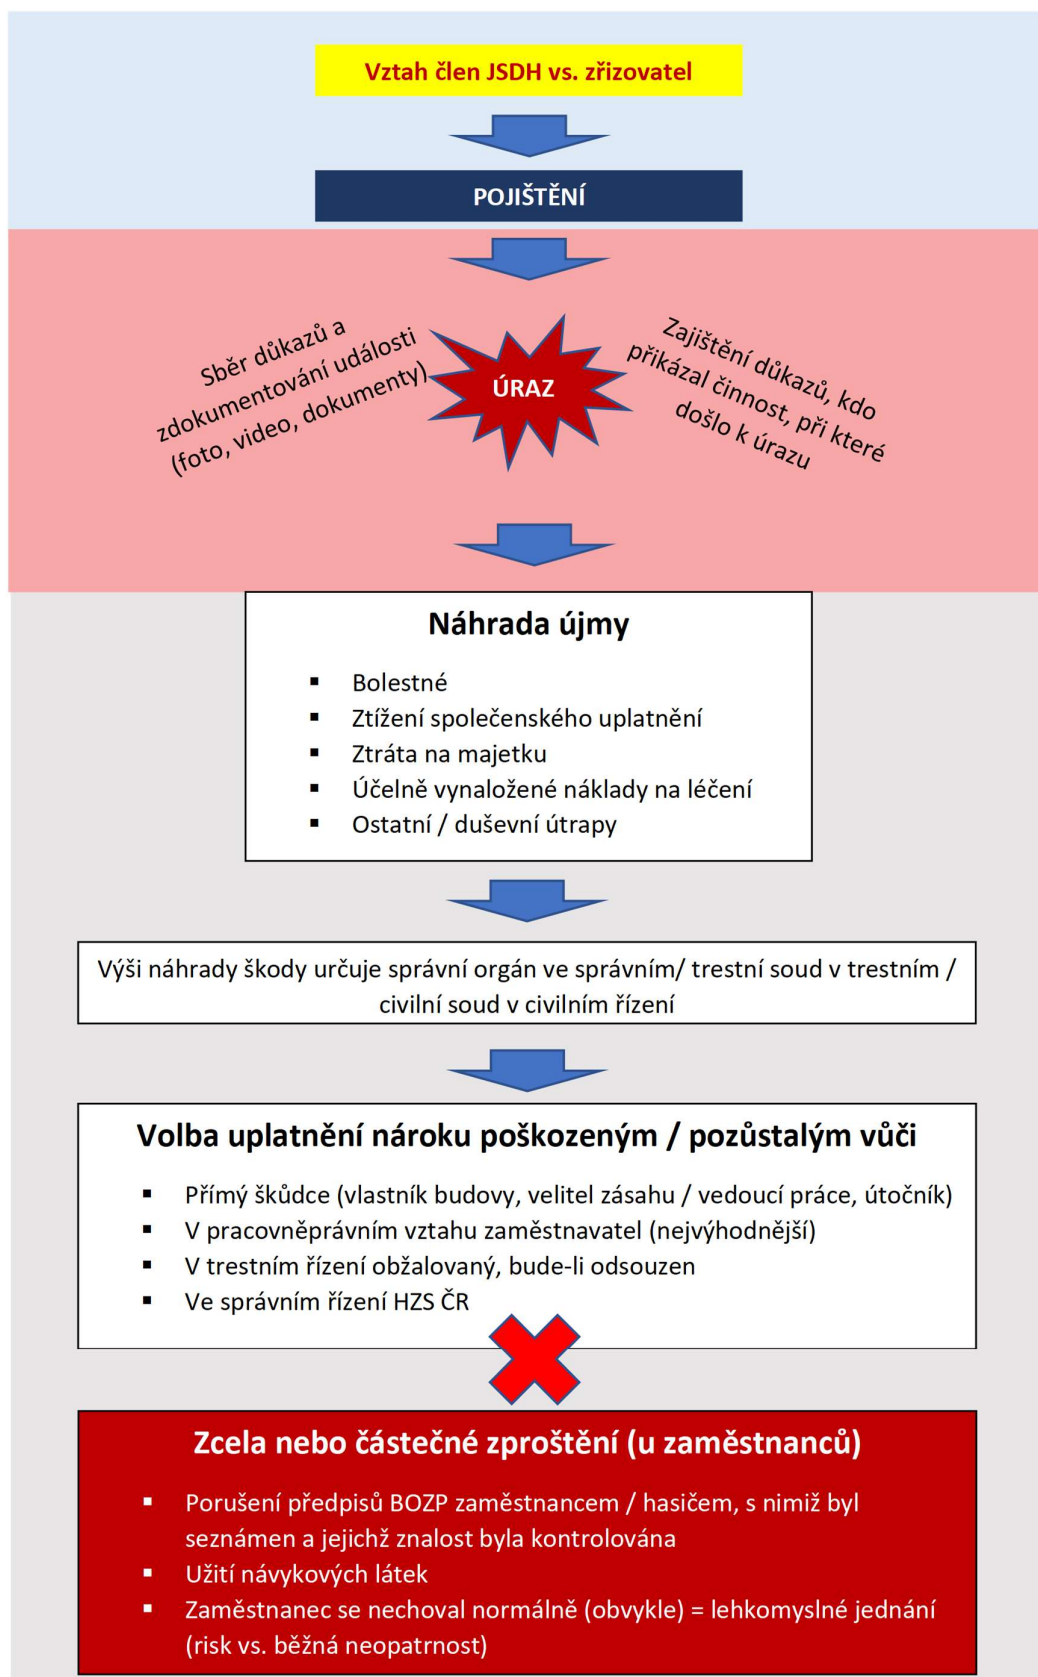 Vztah člen JSDH vs. zřizovatel
POJIŠTĚNÍ
Sběr důkazů a
zdokumentování události
(foto, video, dokumenty)
ÚRAZ
Zajištění důkazů, kdo
přikázal činnost, při které
došlo k úrazu
Náhrada újmy
▪ Bolestné
▪ Ztížení společenského uplatnění
▪ Ztráta na majetku
▪ Účelně vynaložené náklady na léčení
▪ Ostatní / duševní útrapy
Výši náhrady škody určuje správní orgán ve správním/ trestní soud v trestním /
civilní soud v civilním řízení
Volba uplatnění nároku poškozeným / pozůstalým vůči
▪ Přímý škůdce (vlastník budovy, velitel zásahu / vedoucí práce, útočník)
▪ V pracovněprávním vztahu zaměstnavatel (nejvýhodnější)
▪ V trestním řízení obžalovaný, bude-li odsouzen
▪ Ve správním řízení HZS ČR
Zcela nebo částečné zproštění (u zaměstnanců)
▪ Porušení předpisů BOZP zaměstnancem / hasičem, s nimiž byl
seznámen a jejichž znalost byla kontrolována
▪ Užití návykových látek
▪ Zaměstnanec se nechoval normálně (obvykle) = lehkomyslné jednání
(risk vs. běžná neopatrnost)